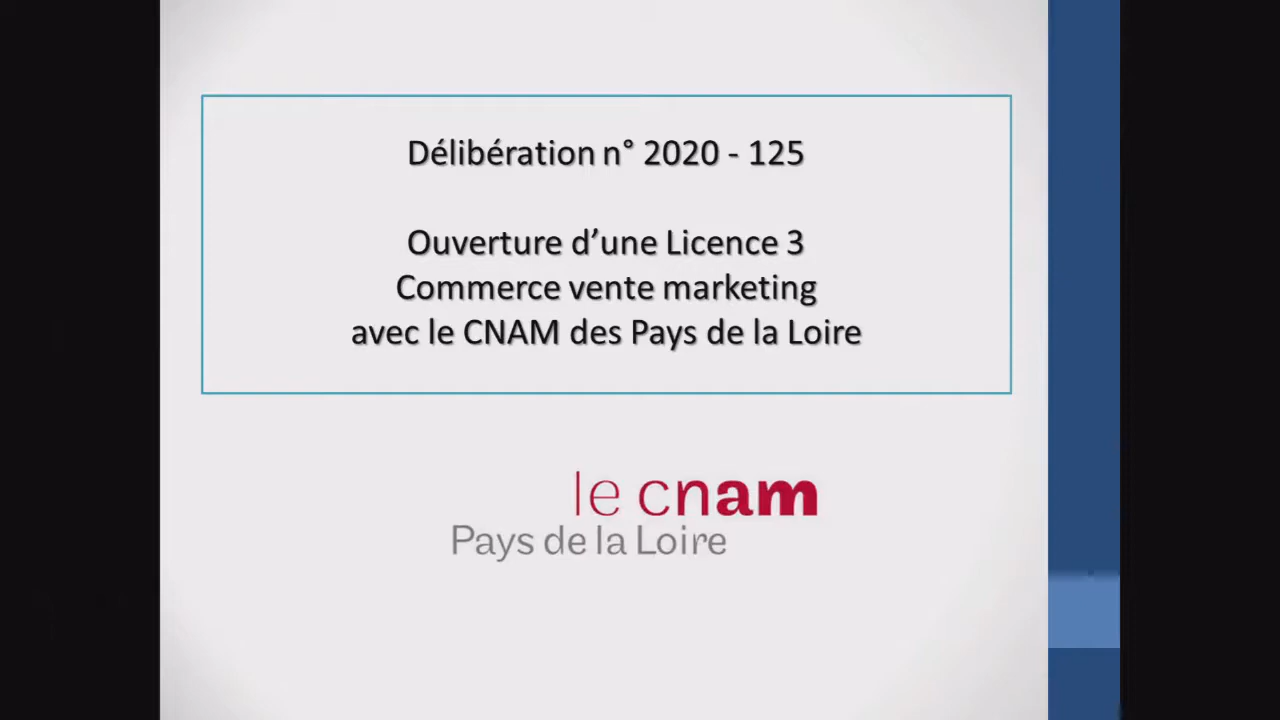 Délibération n° 2020 - 125
Ouverture d’une Licence 3
Commerce vente marketing
avec le CNAM des Pays de la Loire
le cnam
Pays de la Loire